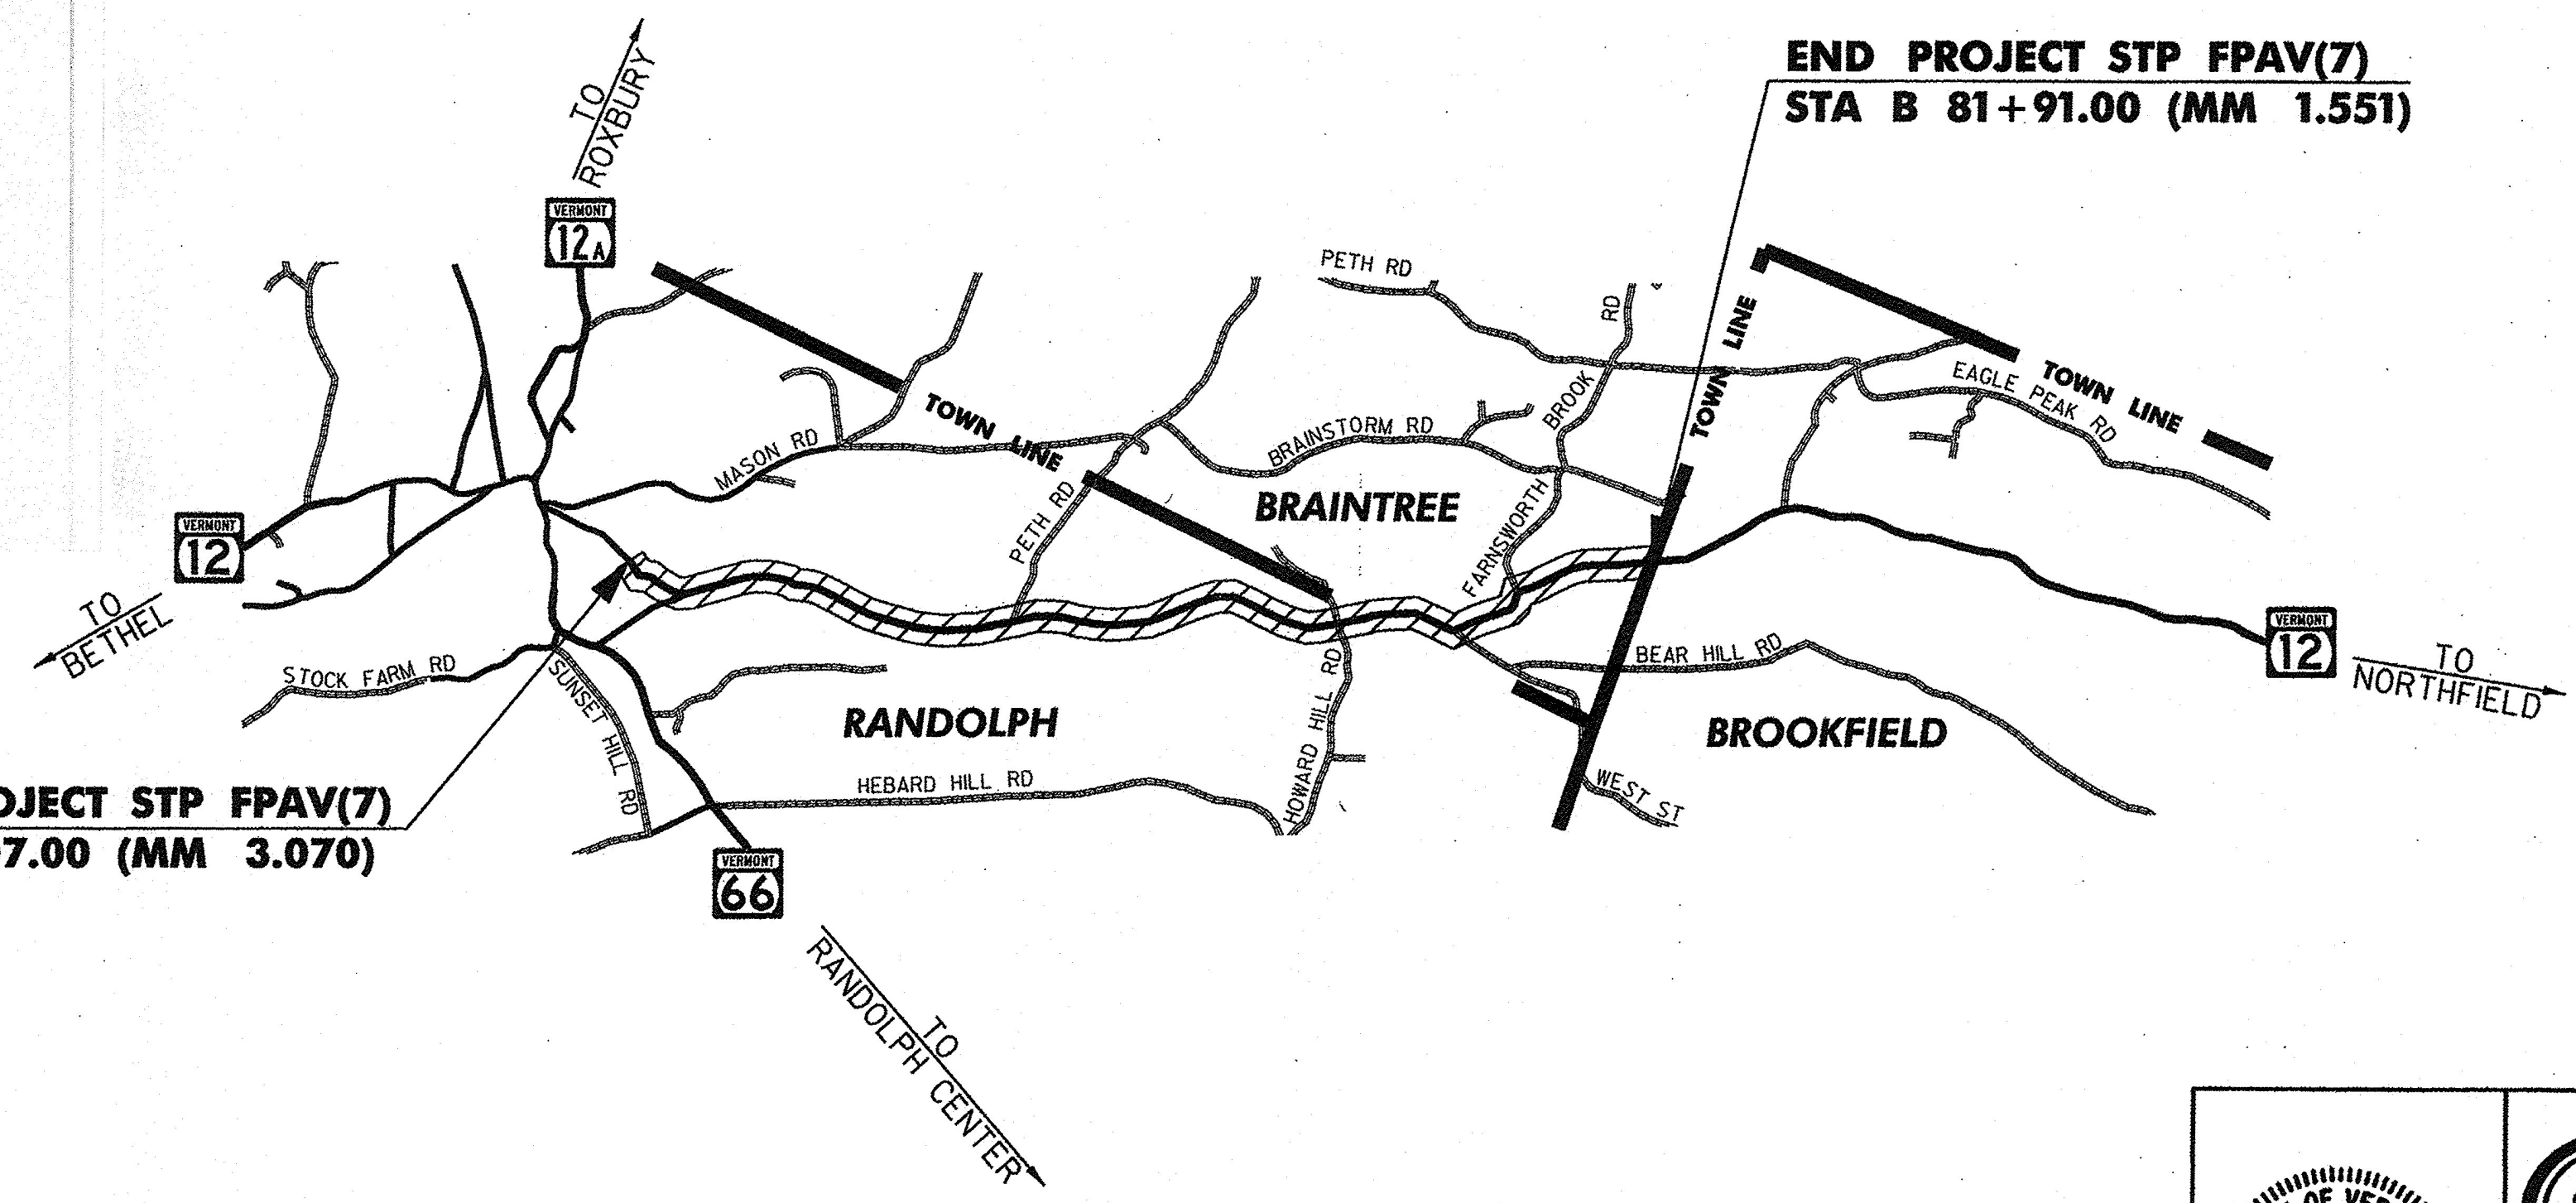 END PROJECT STP FPAV(7)
STA B 81+91.00 (MM 1.551)
TO
ROXBURY
VERMONT
12A
PETH RD
RD
TOWN LINE
TOWN LINE
EAGLE PEAK RD
TOWN LINE
BROOK
BRAINSTORM RD
MASON RD
PETH RD
BRAINTREE
FARNSWORTH
VERMONT
12
TO
BETHEL
STOCK FARM RD
SUNSET HILL RD
RANDOLPH
HOWARD HILL RD
BEAR HILL RD
BROOKFIELD
VERMONT
12
TO
NORTHFIELD
HEBARD HILL RD
WEST ST
OJECT STP FPAV(7)
7.00 (MM 3.070)
VERMONT
66
TO
RANDOLPH CENTER
OF VER